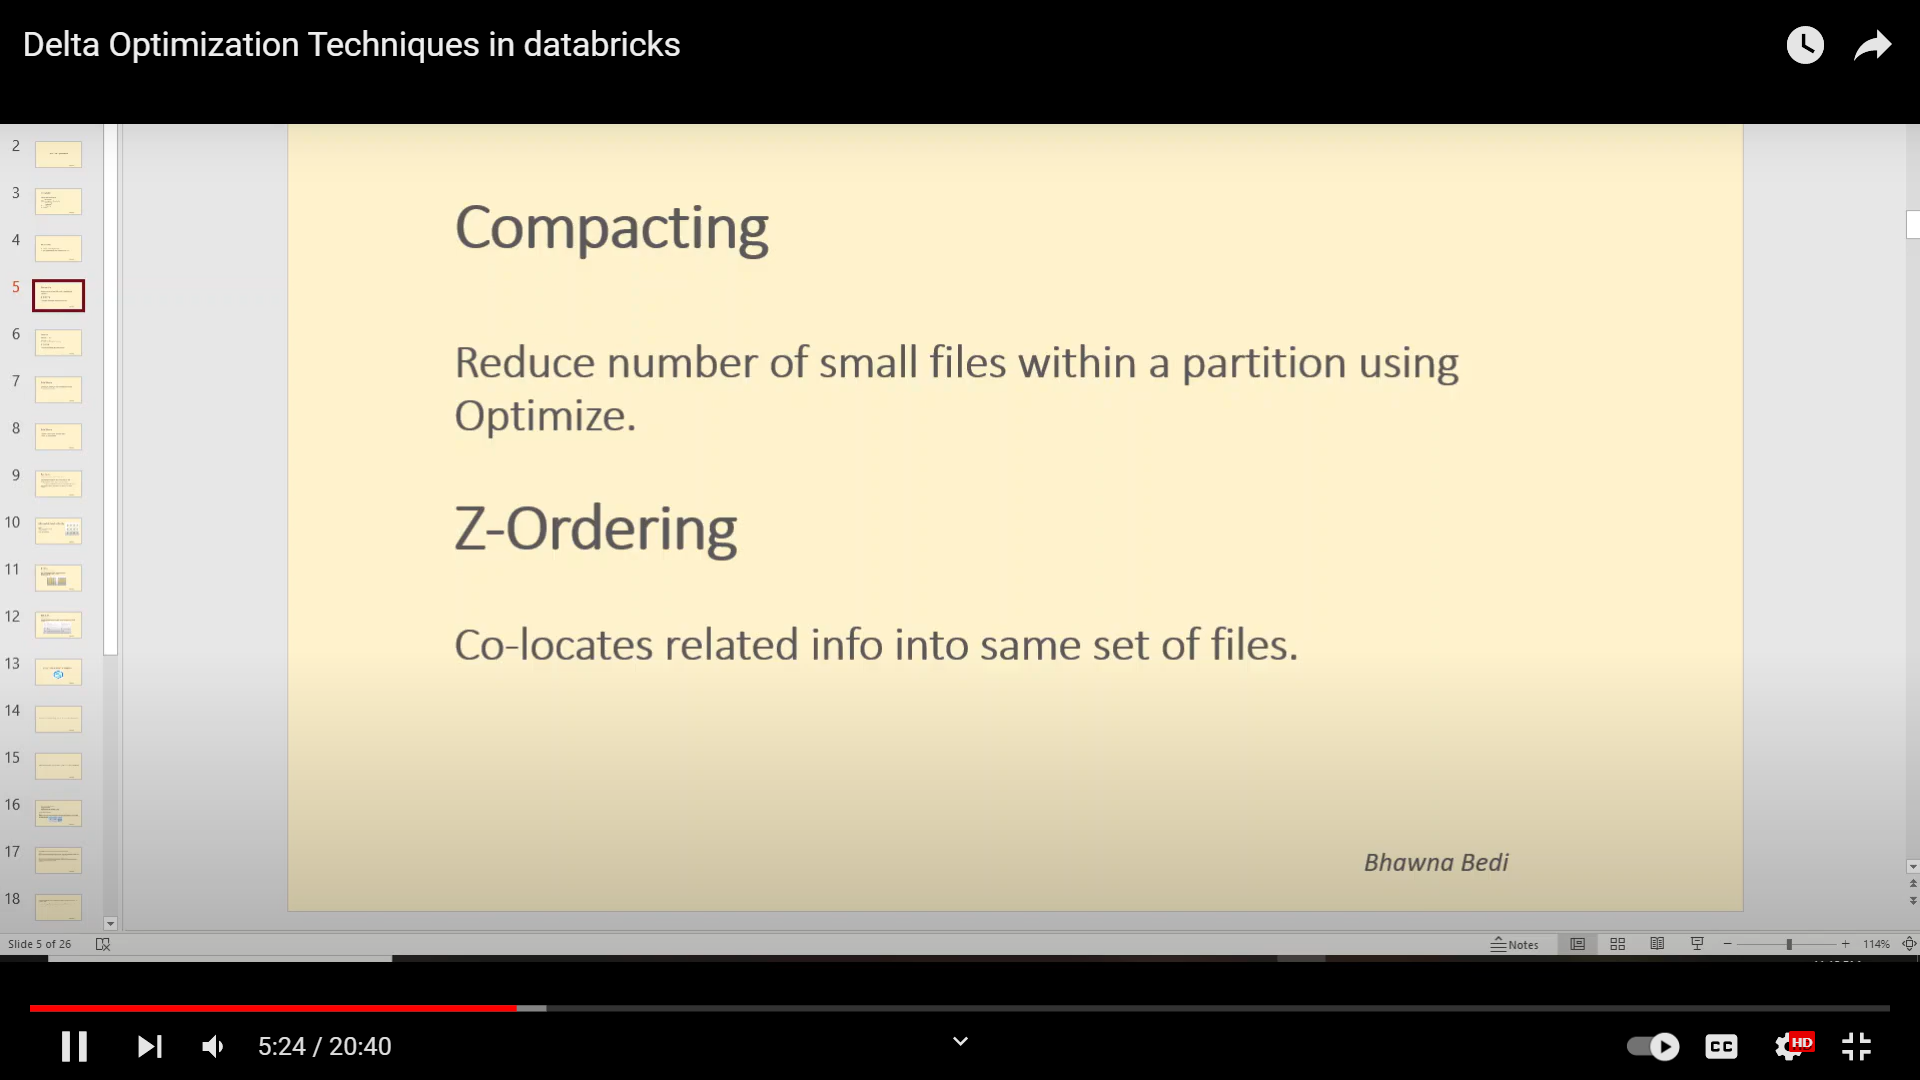 Delta Optimization Techniques in databricks
2
3
4
5
6
7
8
9
10
11
12
13
14
15
16
17
18
Compacting
Reduce number of small files within a partition using
Optimize.
Z-Ordering
Co-locates related info into same set of files.
Bhawna Bedi
Slide 5 of 26
Notes
114%
5:24 / 20:40
CC
HD